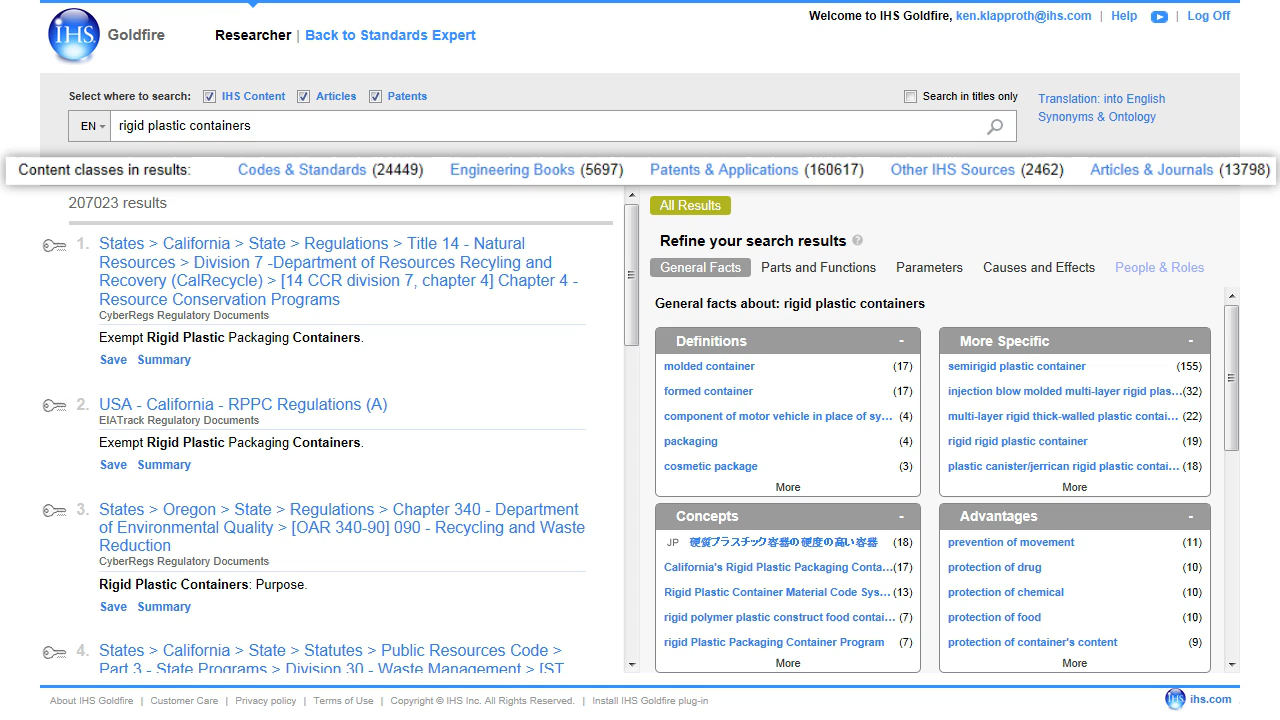 IHS Goldfire
Researcher | Back to Standards Expert
Welcome to IHS Goldfire, ken.klapproth@ihs.com | Help | Log Off
Select where to search: IHS Content Articles Patents
Search in titles only
Translation: into English
Synonyms & Ontology
EN rigid plastic containers
Content classes in results: Codes & Standards (24449) Engineering Books (5697) Patents & Applications (160617) Other IHS Sources (2462) Articles & Journals (13798)
207023 results
1. States > California > State > Regulations > Title 14 - Natural
Resources > Division 7 -Department of Resources Recyling and
Recovery (CalRecycle) > [14 CCR division 7, chapter 4] Chapter 4 -
Resource Conservation Programs
CyberRegs Regulatory Documents
Exempt Rigid Plastic Packaging Containers.
Save Summary
2. USA - California - RPPC Regulations (A)
EIATrack Regulatory Documents
Exempt Rigid Plastic Packaging Containers.
Save Summary
3. States > Oregon > State > Regulations > Chapter 340 - Department
of Environmental Quality > [OAR 340-90] 090 - Recycling and Waste
Reduction
CyberRegs Regulatory Documents
Rigid Plastic Containers: Purpose.
Save Summary
4. States > California > State > Statutes > Public Resources Code >
Part 3 - State Programs > Division 30 - Waste Management > [ST
All Results
Refine your search results ?
General Facts Parts and Functions Parameters Causes and Effects People & Roles
General facts about: rigid plastic containers
Definitions -
molded container (17)
formed container (17)
component of motor vehicle in place of sy... (4)
packaging (4)
cosmetic package (3)
More
More Specific -
semirigid plastic container (155)
injection blow molded multi-layer rigid plas... (32)
multi-layer rigid thick-walled plastic contai... (22)
rigid rigid plastic container (19)
plastic canister/jerrican rigid plastic contai... (18)
More
Concepts -
JP 硬質プラスチック容器の硬度の高い容器 (18)
California's Rigid Plastic Packaging Conta... (17)
Rigid Plastic Container Material Code Sys... (13)
rigid polymer plastic construct food contai... (7)
rigid Plastic Packaging Container Program (7)
More
Advantages -
prevention of movement (11)
protection of drug (10)
protection of chemical (10)
protection of food (10)
protection of container's content (9)
More
About IHS Goldfire | Customer Care | Privacy policy | Terms of Use | Copyright © IHS Inc. All Rights Reserved. | Install IHS Goldfire plug-in
IHS ihs.com